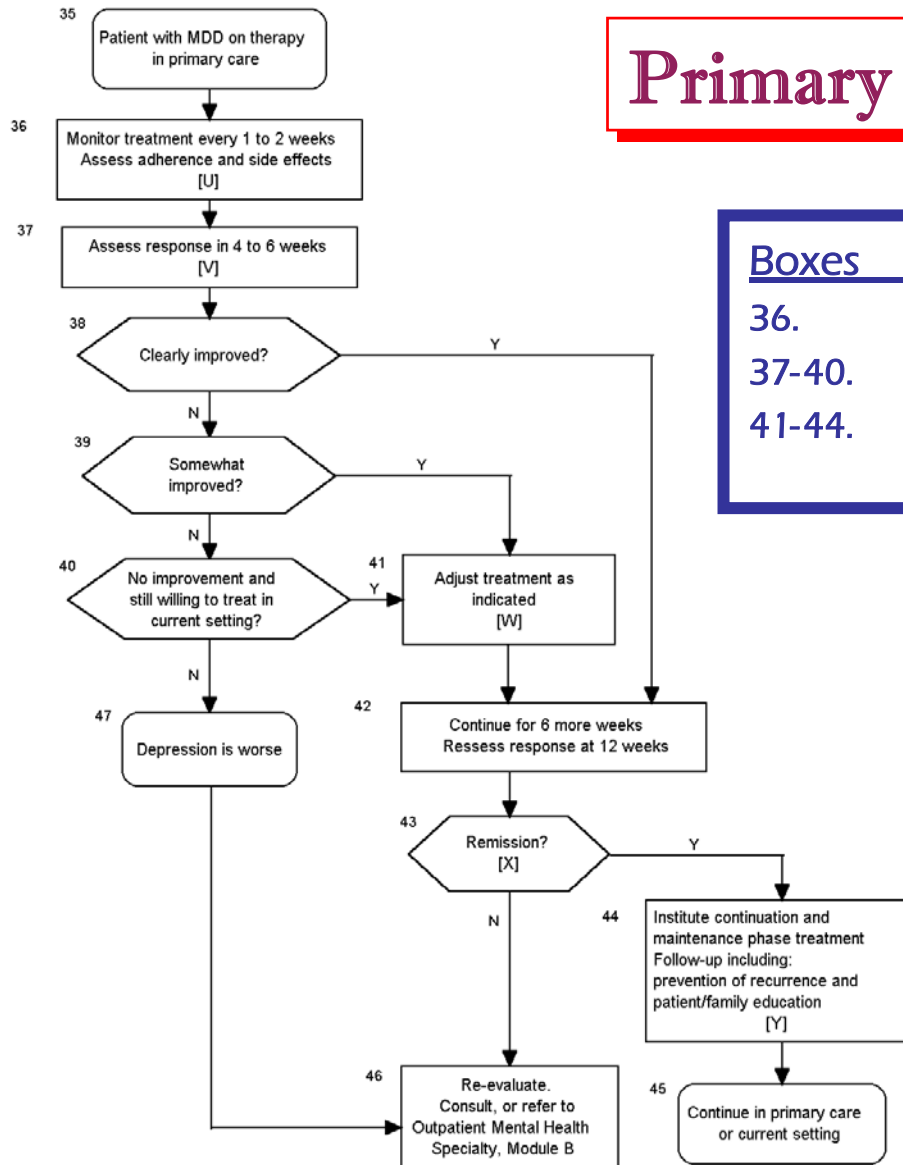 Primary
Boxes
36.
37-40.
41-44.
35
Patient with MDD on therapy
in primary care
36
Monitor treatment every 1 to 2 weeks
Assess adherence and side effects
[U]
37
Assess response in 4 to 6 weeks
[V]
38
Clearly improved?
Y
N
39
Somewhat
improved?
Y
N
40
No improvement and
still willing to treat in
current setting?
Y
N
41
Adjust treatment as
indicated
[W]
47
Depression is worse
42
Continue for 6 more weeks
Ressess response at 12 weeks
43
Remission?
[X]
Y
N
44
Institute continuation and
maintenance phase treatment
Follow-up including:
prevention of recurrence and
patient/family education
[Y]
46
Re-evaluate.
Consult, or refer to
Outpatient Mental Health
Specialty, Module B
45
Continue in primary care
or current setting